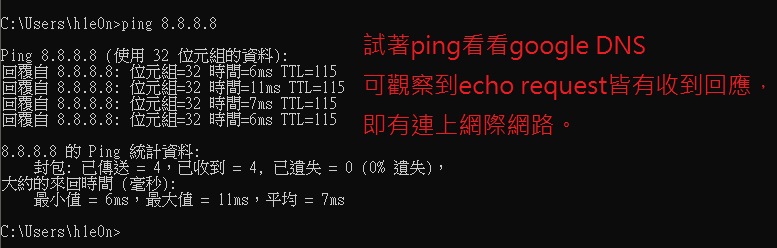 C:\Users\h1e0n>ping 8.8.8.8
Ping 8.8.8.8 (使用 32 位元組的資料):
回覆自 8.8.8.8: 位元組=32 時間=6ms TTL=115
回覆自 8.8.8.8: 位元組=32 時間=11ms TTL=115
回覆自 8.8.8.8: 位元組=32 時間=7ms TTL=115
回覆自 8.8.8.8: 位元組=32 時間=6ms TTL=115
8.8.8.8 的 Ping 統計資料:
封包: 已傳送 = 4，已收到 = 4, 已遺失 = 0 (0% 遺失)，
大約的來回時間 (毫秒):
最小值 = 6ms，最大值 = 11ms，平均 = 7ms
C:\Users\h1e0n>
試著ping看看google DNS
可觀察到echo request皆有收到回應，
即有連上網際網路。